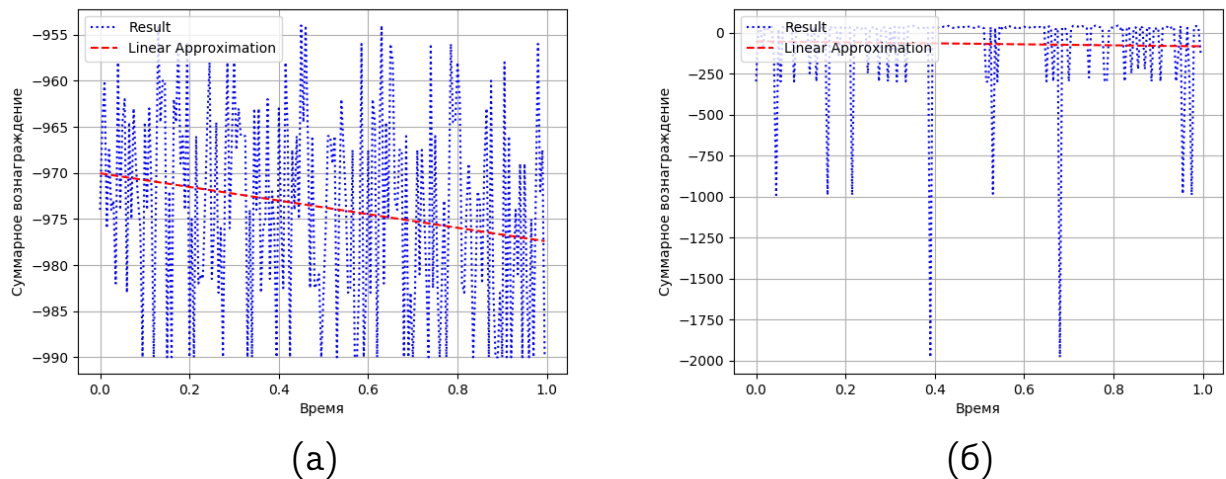 Result
Linear Approximation
Суммарное вознаграждение
−955
−960
−965
−970
−975
−980
−985
−990
0.0
0.2
0.4
0.6
0.8
1.0
Время
(а)
Result
Linear Approximation
Суммарное вознаграждение
0
−250
−500
−750
−1000
−1250
−1500
−1750
−2000
0.0
0.2
0.4
0.6
0.8
1.0
Время
(б)